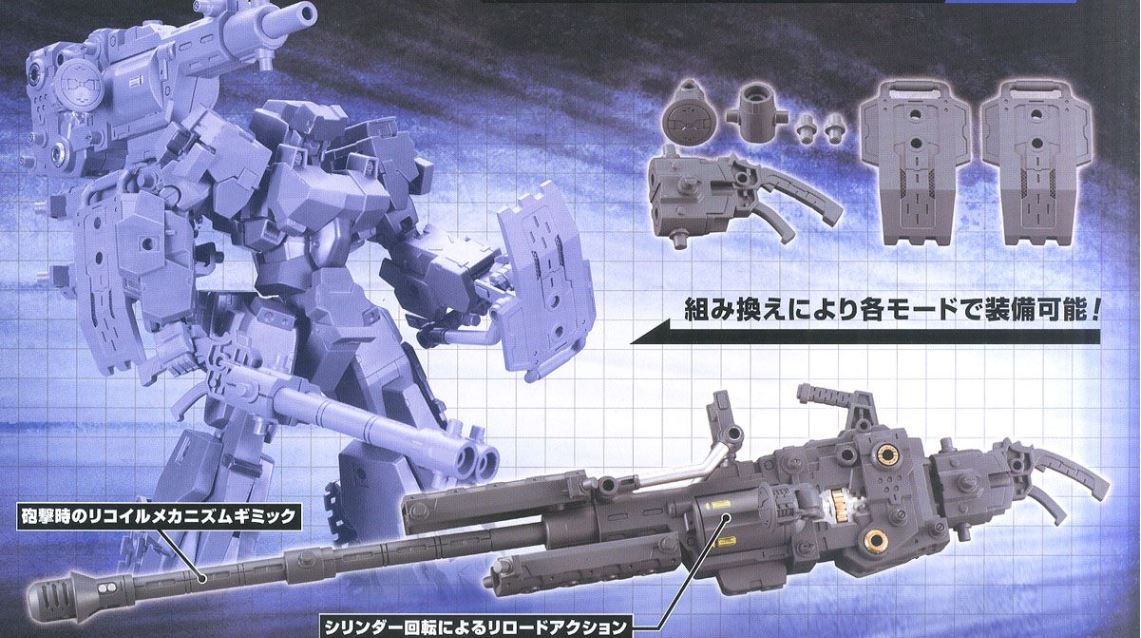 組み換えにより各モードで装備可能!
砲撃時のリコイルメカニズムギミック
シリンダー回転によるリロードアクション